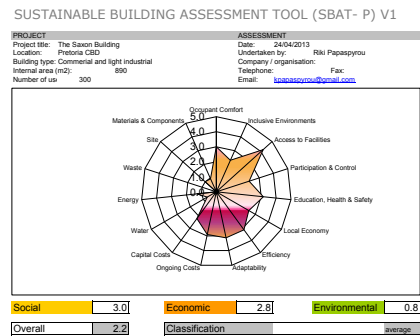 SUSTAINABLE BUILDING ASSESSMENT TOOL (SBAT- P) V1
PROJECT ASSESSMENT
Project title: The Saxon Building Date: 24/04/2013
Location: Pretoria CBD Undertaken by: Riki Papaspyrou
Building type: Commerial and light industrial Company / organisation:
Internal area (m2): 890 Telephone: Fax:
Number of us 300 Email: kpapaspyrou@gmail.com
Occupant Comfort
Materials & Components 5.0 Inclusive Environments
Site 4.0 Access to Facilities
3.0
Waste 2.0 Participation & Control
1.0
Energy 0.0 Education, Health & Safety
Water Local Economy
Capital Costs Efficiency
Ongoing Costs Adaptability
Social 3.0 Economic 2.8 Environmental 0.8
Overall 2.2 Classification average